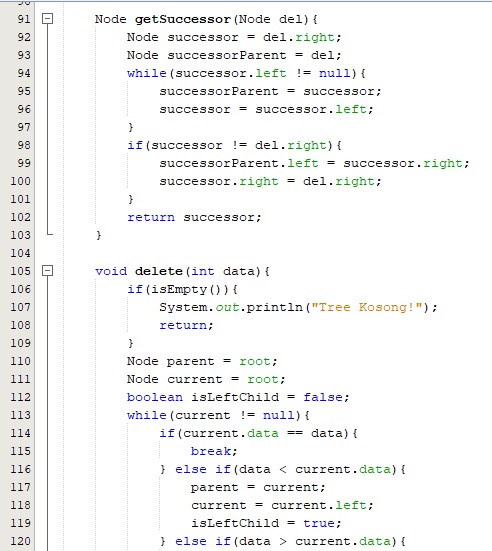 91 Node getSuccessor(Node del){
92 Node successor = del.right;
93 Node successorParent = del;
94 while(successor.left != null){
95 successorParent = successor;
96 successor = successor.left;
97 }
98 if(successor != del.right){
99 successorParent.left = successor.right;
100 successor.right = del.right;
101 }
102 return successor;
103 }
104
105 void delete(int data){
106 if(isEmpty()){
107 System.out.println("Tree Kosong!");
108 return;
109 }
110 Node parent = root;
111 Node current = root;
112 boolean isLeftChild = false;
113 while(current != null){
114 if(current.data == data){
115 break;
116 } else if(data < current.data){
117 parent = current;
118 current = current.left;
119 isLeftChild = true;
120 } else if(data > current.data){